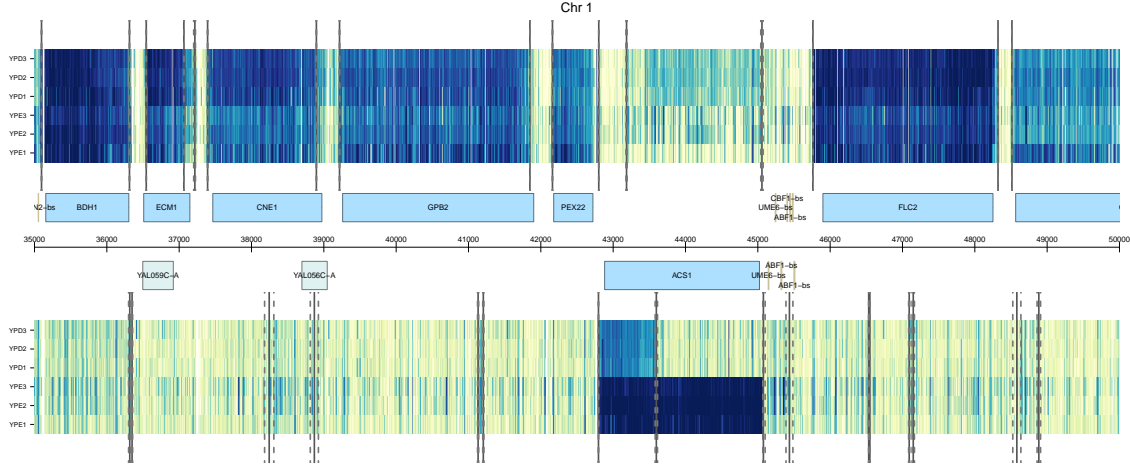 Chr 1
YPD3
YPD2
YPD1
YPE3
YPE2
YPE1
N2-bs BDH1 ECM1 CNE1 GPB2 PEX22 CBF1-bs UME6-bs ABF1-bs FLC2
35000 36000 37000 38000 39000 40000 41000 42000 43000 44000 45000 46000 47000 48000 49000 50000
YAL059C-A YAL056C-A ACS1 ABF1-bs UME6-bs ABF1-bs
YPD3
YPD2
YPD1
YPE3
YPE2
YPE1